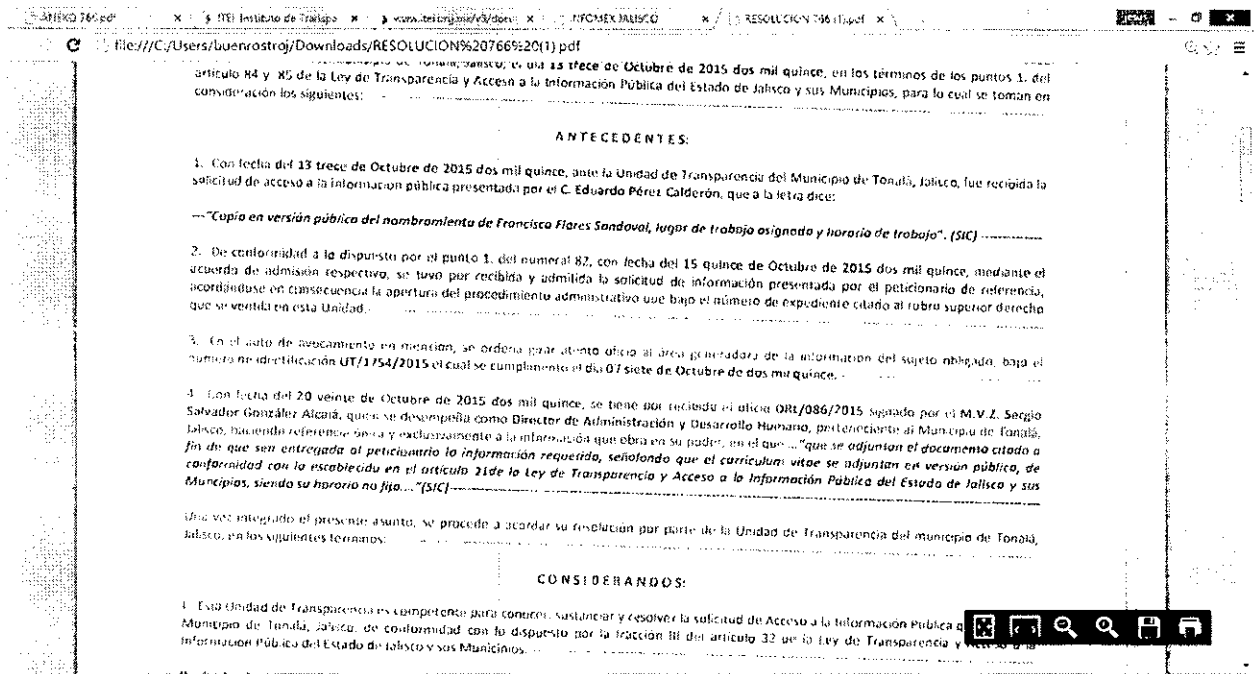 ANEXO 766.pdf
INFOMEX JALISCO
RESOLUCION 766 (1).pdf
file:///C:/Users/buenrostroj/Downloads/RESOLUCION%20766%20(1).pdf
Tonalá, Jalisco, el día 13 trece de Octubre de 2015 dos mil quince, en los términos de los puntos 1. del
artículo 84 y 85 de la Ley de Transparencia y Acceso a la Información Pública del Estado de Jalisco y sus Municipios, para lo cual se toman en
consideración los siguientes:
ANTECEDENTES:
1. Con fecha del 13 trece de Octubre de 2015 dos mil quince, ante la Unidad de Transparencia del Municipio de Tonalá, Jalisco, fue recibida la
solicitud de acceso a la información pública presentada por el C. Eduardo Pérez Calderón, que a la letra dice:
---"Copia en versión pública del nombramiento de Francisco Flores Sandoval, lugar de trabajo asignado y horario de trabajo". (SIC) -------------
2. De conformidad a lo dispuesto por el punto 1. del numeral 82, con fecha del 15 quince de Octubre de 2015 dos mil quince, mediante el
acuerdo de admisión respectivo, se tuvo por recibida y admitida la solicitud de información presentada por el peticionario de referencia,
acordándose en consecuencia la apertura del procedimiento administrativo que bajo el número de expediente citado al rubro superior derecho
que se ventila en esta Unidad.
3. En el auto de avocamiento en mención, se ordena girar atento oficio al área generadora de la información del sujeto obligado, bajo el
numero de identificación UT/1754/2015 el cual se cumplimento el día 07 siete de Octubre de dos mil quince.
4. Con fecha del 20 veinte de Octubre de 2015 dos mil quince, se tiene por recibida el oficio ORL/086/2015 signado por el M.V.Z. Sergio
Salvador González Alcalá, quien se desempeña como Director de Administración y Desarrollo Humano, perteneciente al Municipio de Tonalá,
Jalisco, haciendo referencia única y exclusivamente a la información que obra en su poder, en el que ..."que se adjuntan el documento citado a
fin de que sea entregada al peticionario la información requerida, señalando que el curriculum vitae se adjuntan en versión pública, de
conformidad con lo establecido en el artículo 21de la Ley de Transparencia y Acceso a la Información Pública del Estado de Jalisco y sus
Muncipios, siendo su horario no fijo...."(SIC)
Una vez integrado el presente asunto, se procede a acordar su resolución por parte de la Unidad de Transparencia del municipio de Tonalá,
Jalisco, en los siguientes términos:
CONSIDERANDOS:
I. Esta Unidad de Transparencia es competente para conocer, sustanciar y resolver la solicitud de Acceso a la Información Pública
Municipio de Tonalá, Jalisco, de conformidad con lo dispuesto por la fracción III del artículo 32 de la Ley de Transparencia y Acceso a la
Información Pública del Estado de Jalisco y sus Municipios.